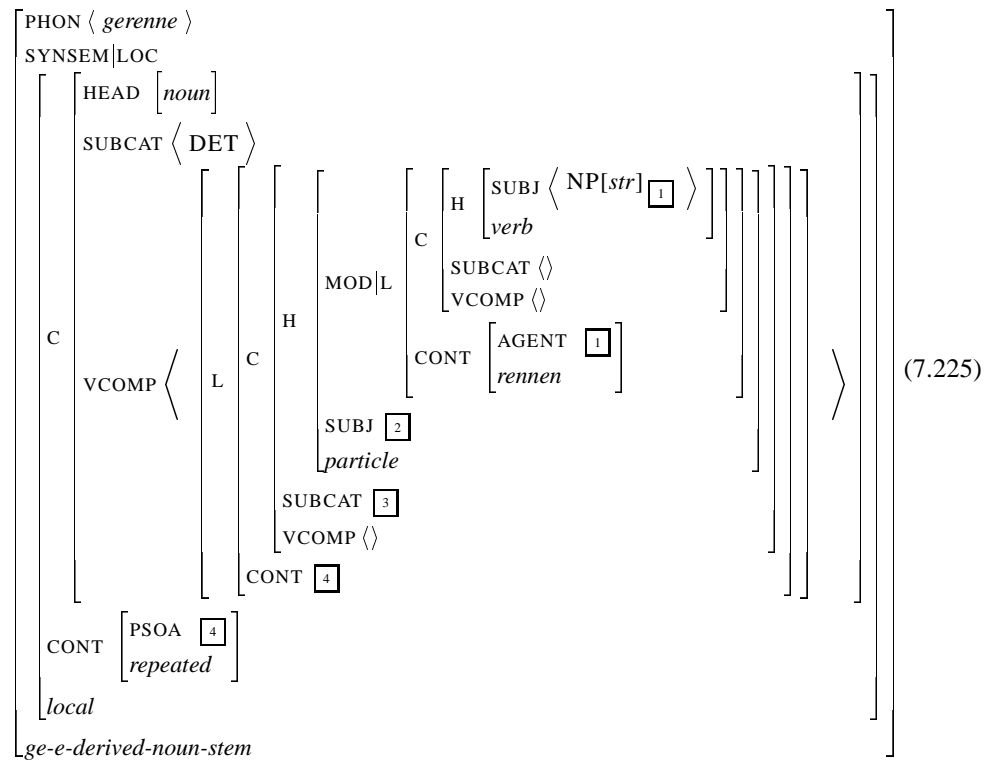 PHON ⟨ gerenne ⟩
SYNSEM|LOC
HEAD [noun]
SUBCAT ⟨ DET ⟩
SUBJ ⟨ NP[str] 1 ⟩
H
verb
C
SUBCAT ⟨⟩
MOD|L
VCOMP ⟨⟩
H
AGENT 1
C
C
CONT
rennen
VCOMP ⟨ L ⟩ (7.225)
SUBJ 2
particle
SUBCAT 3
VCOMP ⟨⟩
CONT 4
PSOA 4
CONT
repeated
local
ge-e-derived-noun-stem